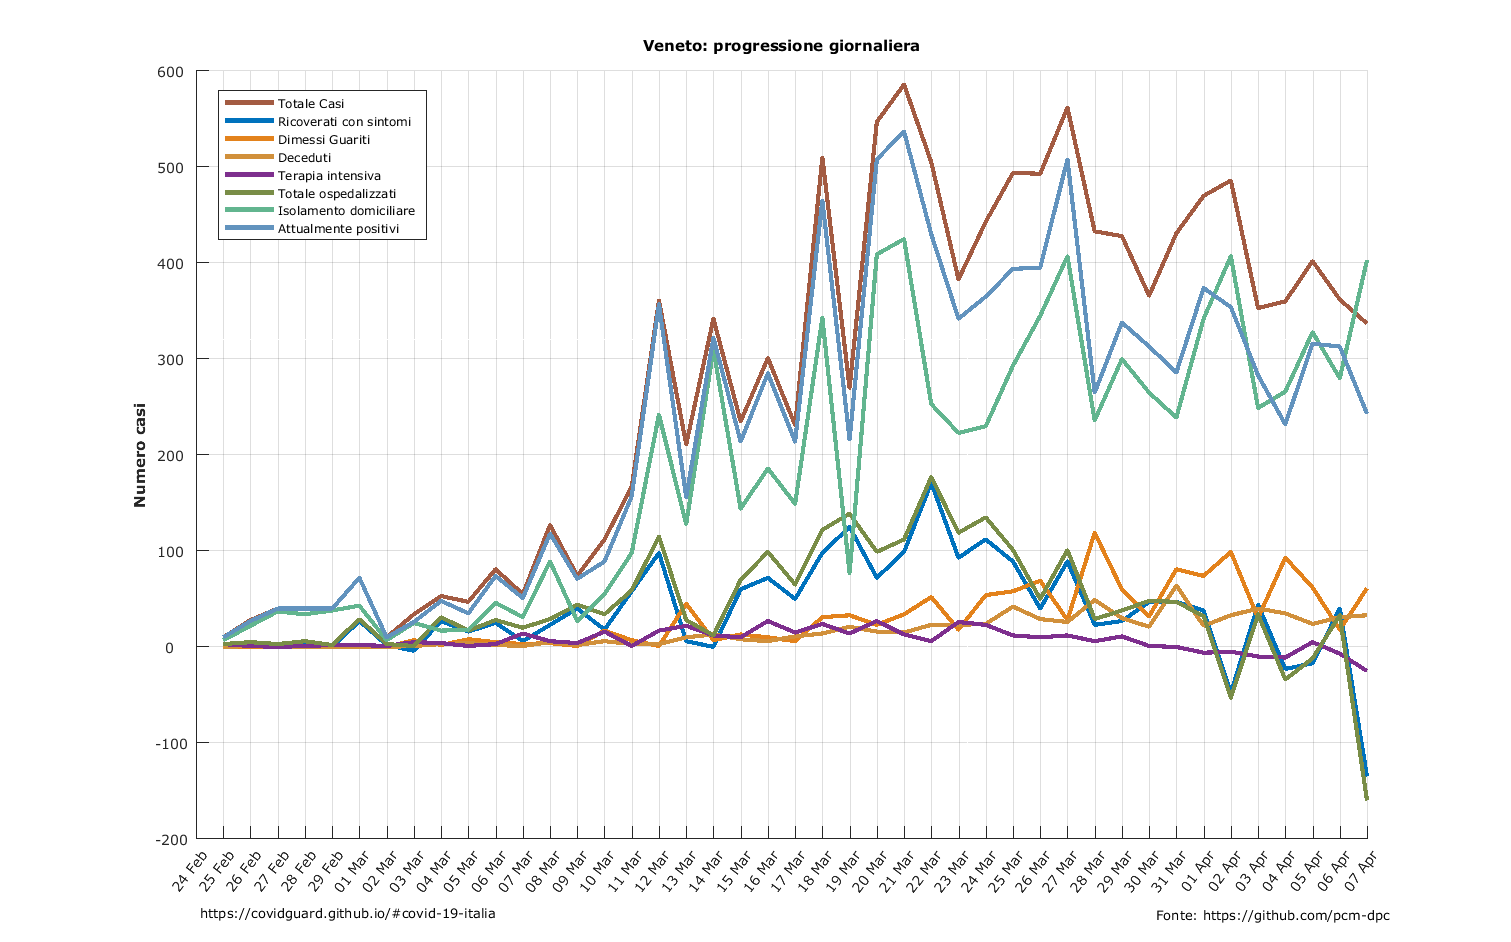 Veneto: progressione giornaliera
600
500
400
300
200
100
0
-100
-200
Numero casi
Totale Casi
Ricoverati con sintomi
Dimessi Guariti
Deceduti
Terapia intensiva
Totale ospedalizzati
Isolamento domiciliare
Attualmente positivi
24 Feb
25 Feb
26 Feb
27 Feb
28 Feb
29 Feb
01 Mar
02 Mar
03 Mar
04 Mar
05 Mar
06 Mar
07 Mar
08 Mar
09 Mar
10 Mar
11 Mar
12 Mar
13 Mar
14 Mar
15 Mar
16 Mar
17 Mar
18 Mar
19 Mar
20 Mar
21 Mar
22 Mar
23 Mar
24 Mar
25 Mar
26 Mar
27 Mar
28 Mar
29 Mar
30 Mar
31 Mar
01 Apr
02 Apr
03 Apr
04 Apr
05 Apr
06 Apr
07 Apr
https://covidguard.github.io/#covid-19-italia
Fonte: https://github.com/pcm-dpc